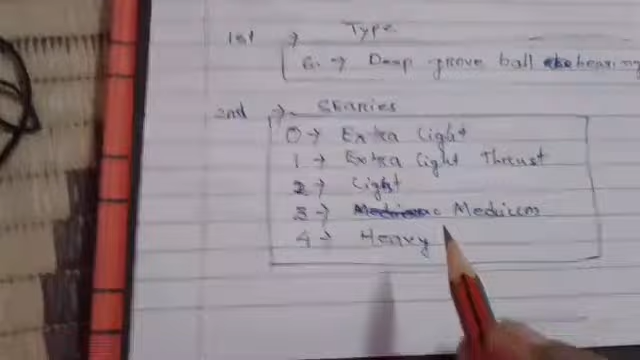 1st → Type
6. → Deep grove ball bearing
2nd → Searies
0 → Extra Light
1 → Extra Light Thrust
2 → Light
3 → Medium
4 → Heavy